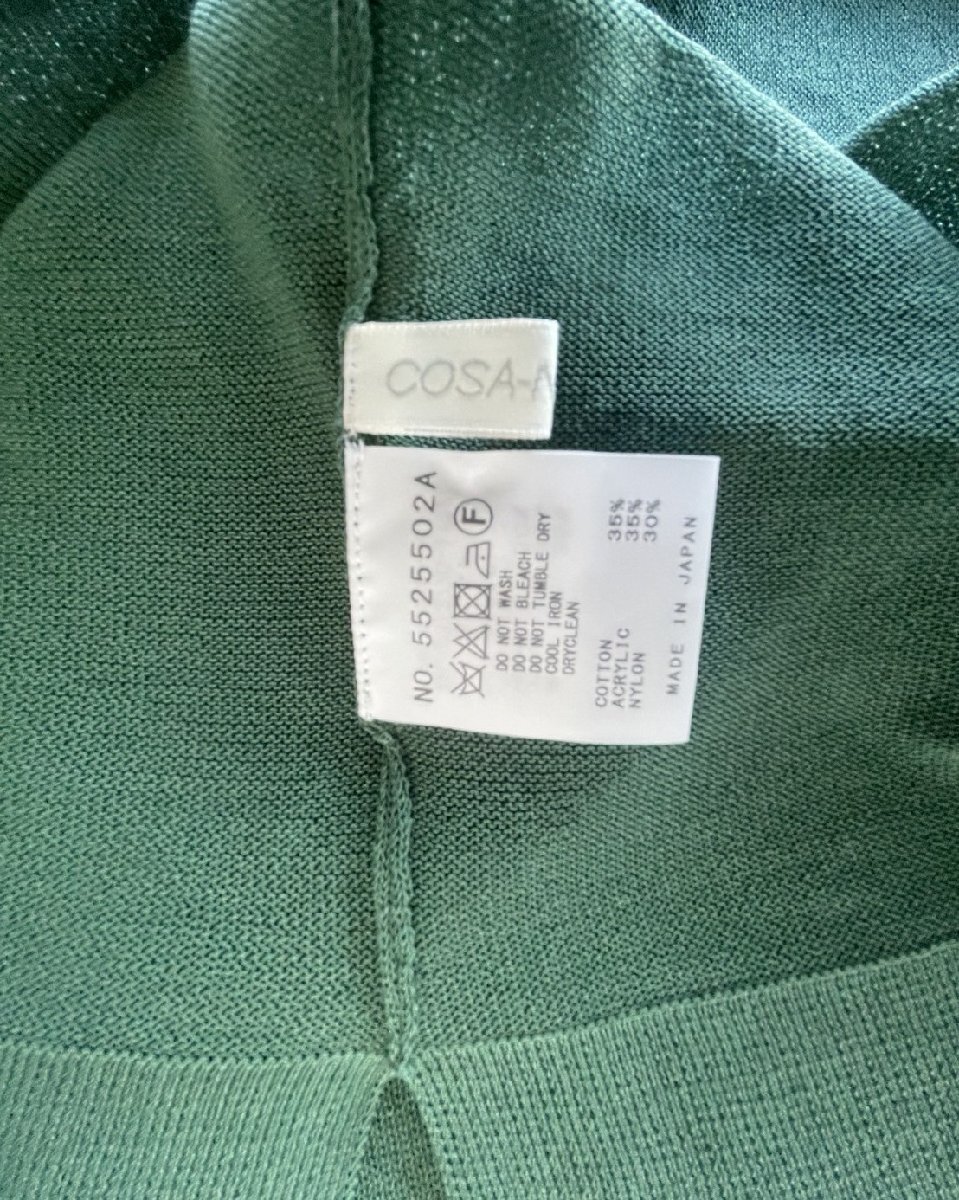 COSA-
NO. 5525502A
F
DO NOT WASH
DO NOT BLEACH
DO NOT TUMBLE DRY
COOL IRON
DRYCLEAN
COTTON 35%
ACRYLIC 35%
NYLON 30%
MADE IN JAPAN